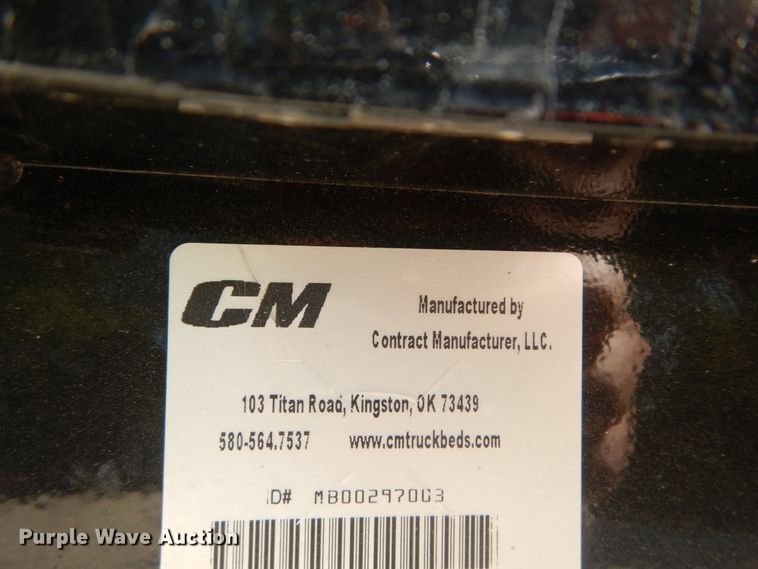 CM
Manufactured by
Contract Manufacturer, LLC.
103 Titan Road, Kingston, OK 73439
580-564.7537 www.cmtruckbeds.com
ID# MB00297063
Purple Wave Auction